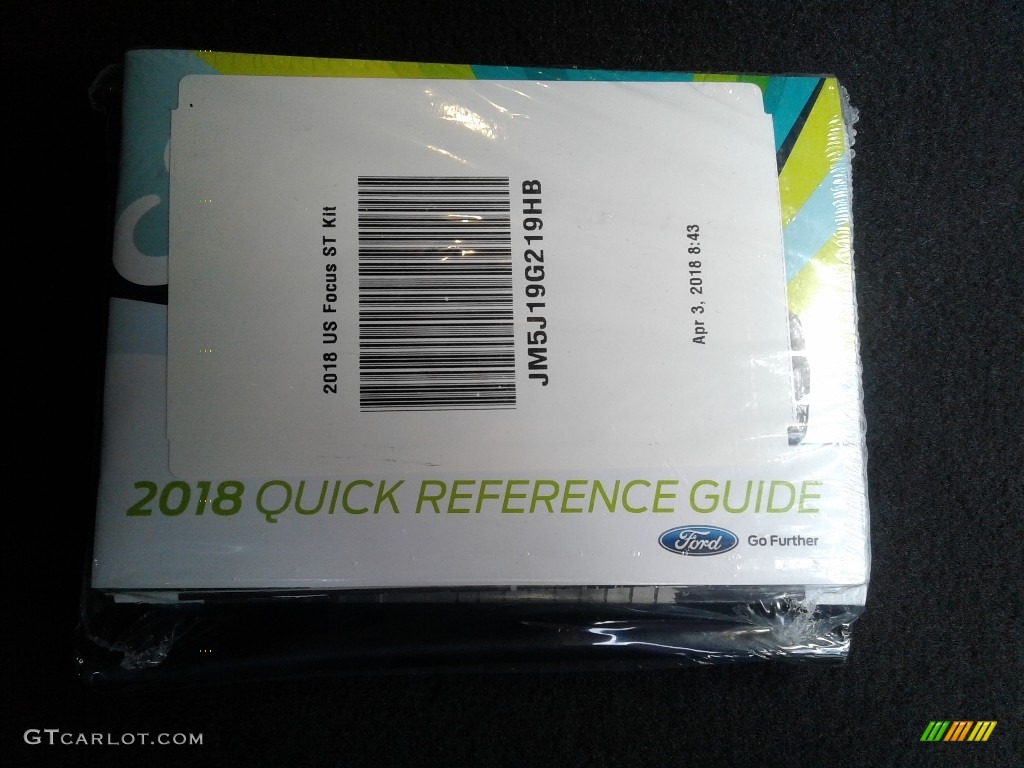 2018 US Focus ST Kit
JM5J19G219HB
Apr 3, 2018 8:43
2018 QUICK REFERENCE GUIDE
Ford Go Further
GTCARLOT.COM